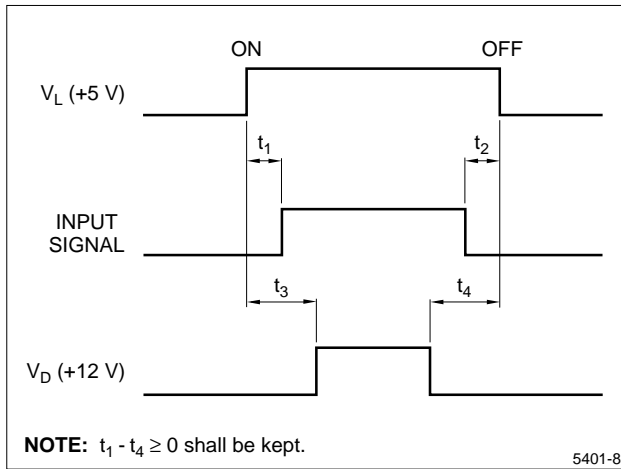 ON
OFF
V_L (+5 V)
t_1
t_2
INPUT
SIGNAL
t_3
t_4
V_D (+12 V)
NOTE: t_1 - t_4 ≥ 0 shall be kept.
5401-8